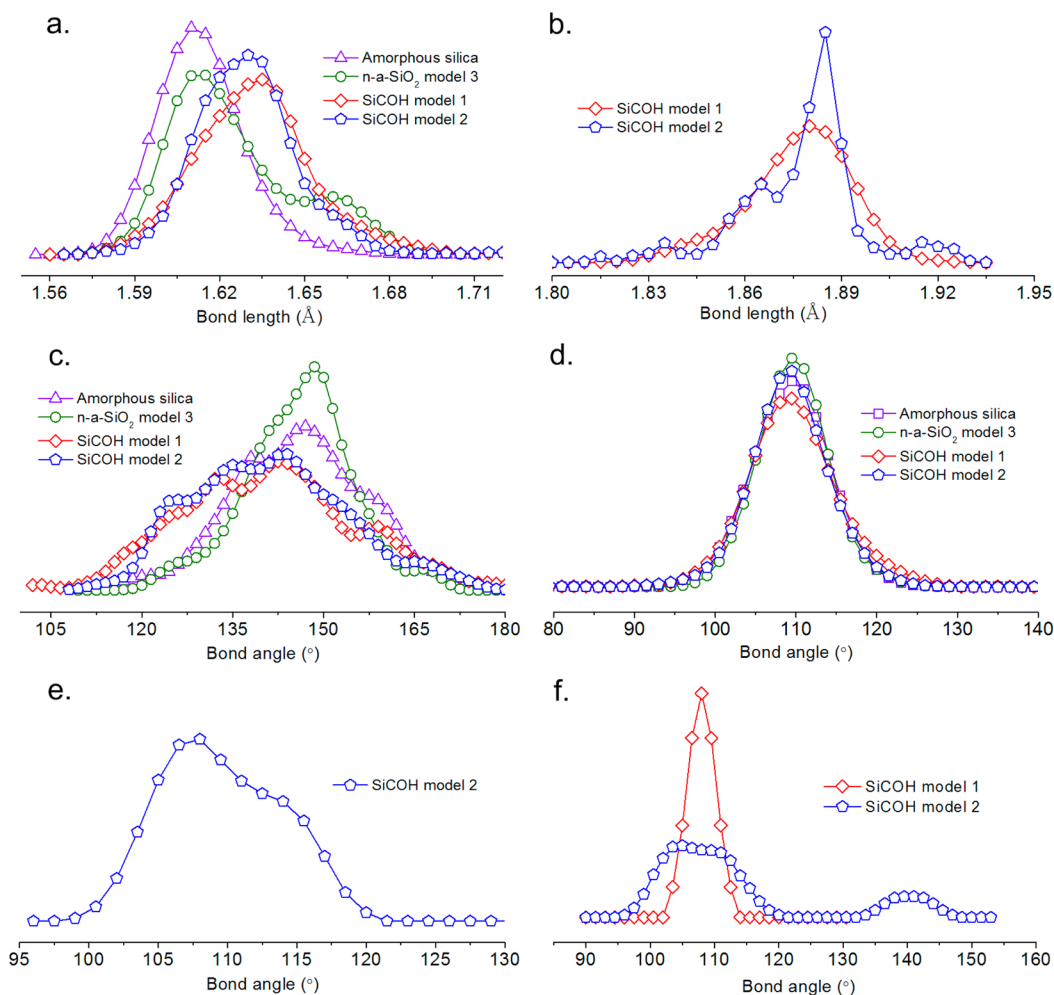 a.
Amorphous silica
n-a-SiO₂ model 3
SiCOH model 1
SiCOH model 2
1.56 1.59 1.62 1.65 1.68 1.71
Bond length (Å)
b.
SiCOH model 1
SiCOH model 2
1.80 1.83 1.86 1.89 1.92 1.95
Bond length (Å)
c.
Amorphous silica
n-a-SiO₂ model 3
SiCOH model 1
SiCOH model 2
105 120 135 150 165 180
Bond angle (°)
d.
Amorphous silica
n-a-SiO₂ model 3
SiCOH model 1
SiCOH model 2
80 90 100 110 120 130 140
Bond angle (°)
e.
SiCOH model 2
95 100 105 110 115 120 125 130
Bond angle (°)
f.
SiCOH model 1
SiCOH model 2
90 100 110 120 130 140 150 160
Bond angle (°)